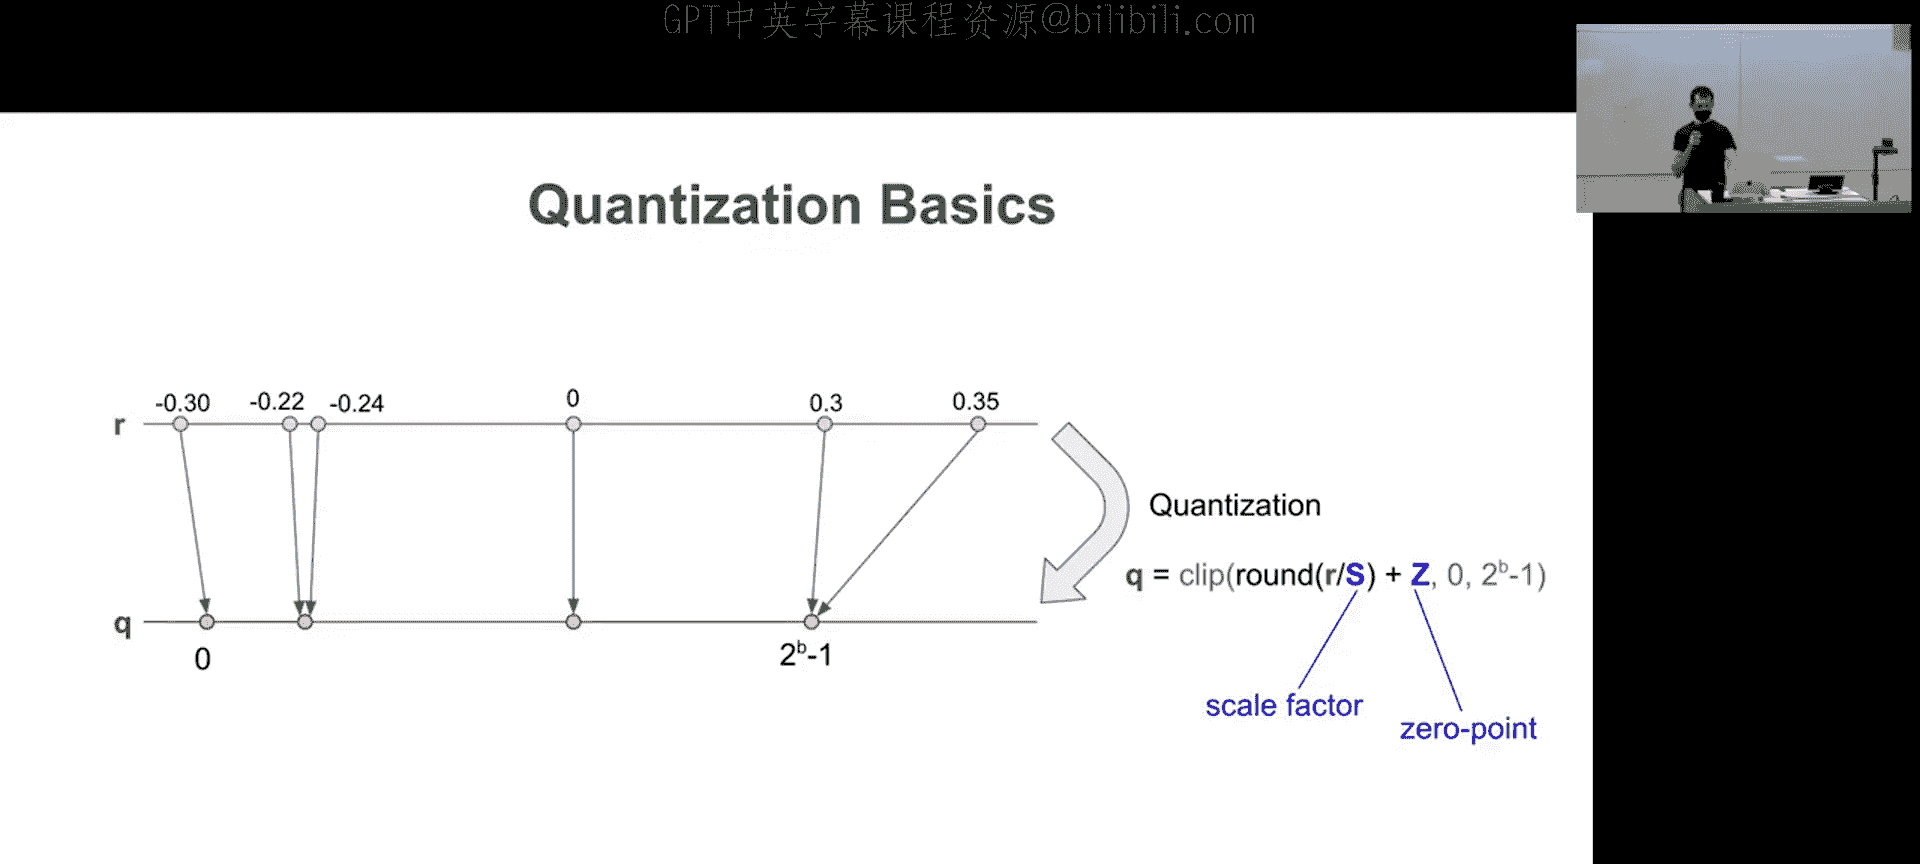 GPT中英字幕课程资源@bilibili.com
Quantization Basics
-0.30 -0.22 -0.24 0 0.3 0.35
r
Quantization
q = clip(round(r/S) + Z, 0, 2ᵇ-1)
q
0 2ᵇ-1
scale factor
zero-point